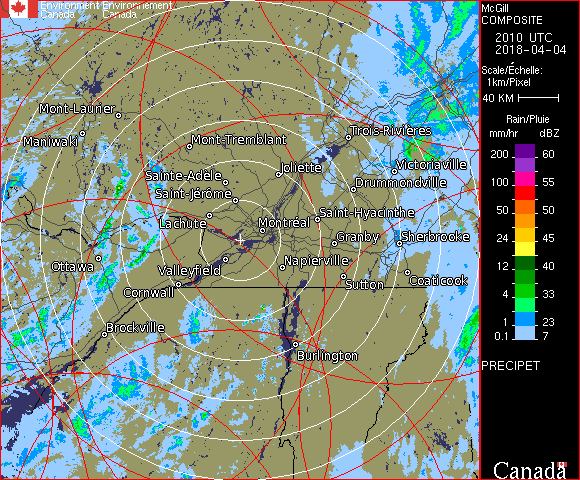 Environment Environnement
Canada Canada
Mont-Laurier
Maniwaki
Mont-Tremblant
Trois-Rivières
Joliette
Victoriaville
Sainte-Adèle
Drummondville
Saint-Jérôme
Saint-Hyacinthe
Lachute
Montréal
Granby
Sherbrooke
Ottawa
Valleyfield
Napierville
Cornwall
Sutton
Coaticook
Brockville
Burlington
McGill
COMPOSITE
2010 UTC
2018-04-04
Scale/Échelle:
1km/Pixel
40 KM
Rain/Pluie
mm/hr dBZ
200 60
150 57
100 55
50 50
24 45
12 40
4 33
1 23
0.1 7
PRECIPET
Canada